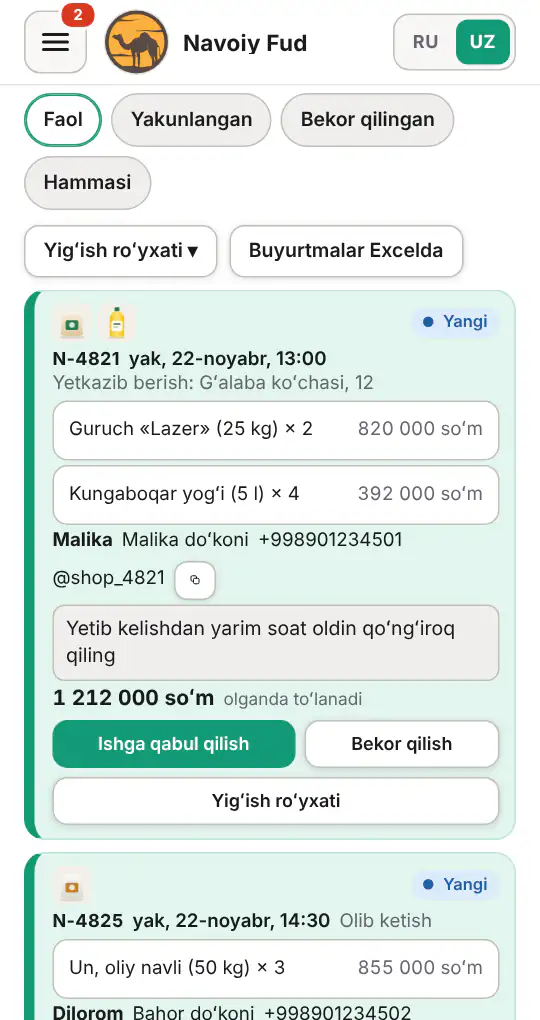 2
Navoiy Fud
RU UZ
Faol Yakunlangan Bekor qilingan
Hammasi
Yigʻish roʻyxati ▾ Buyurtmalar Excelda
Yangi
N-4821 yak, 22-noyabr, 13:00
Yetkazib berish: Gʻalaba koʻchasi, 12
Guruch «Lazer» (25 kg) × 2 820 000 soʻm
Kungaboqar yogʻi (5 l) × 4 392 000 soʻm
Malika Malika doʻkoni +998901234501
@shop_4821
Yetib kelishdan yarim soat oldin qoʻngʻiroq
qiling
1 212 000 soʻm olganda toʻlanadi
Ishga qabul qilish Bekor qilish
Yigʻish roʻyxati
Yangi
N-4825 yak, 22-noyabr, 14:30 Olib ketish
Un, oliy navli (50 kg) × 3 855 000 soʻm
Dilorom Bahor doʻkoni +998901234502